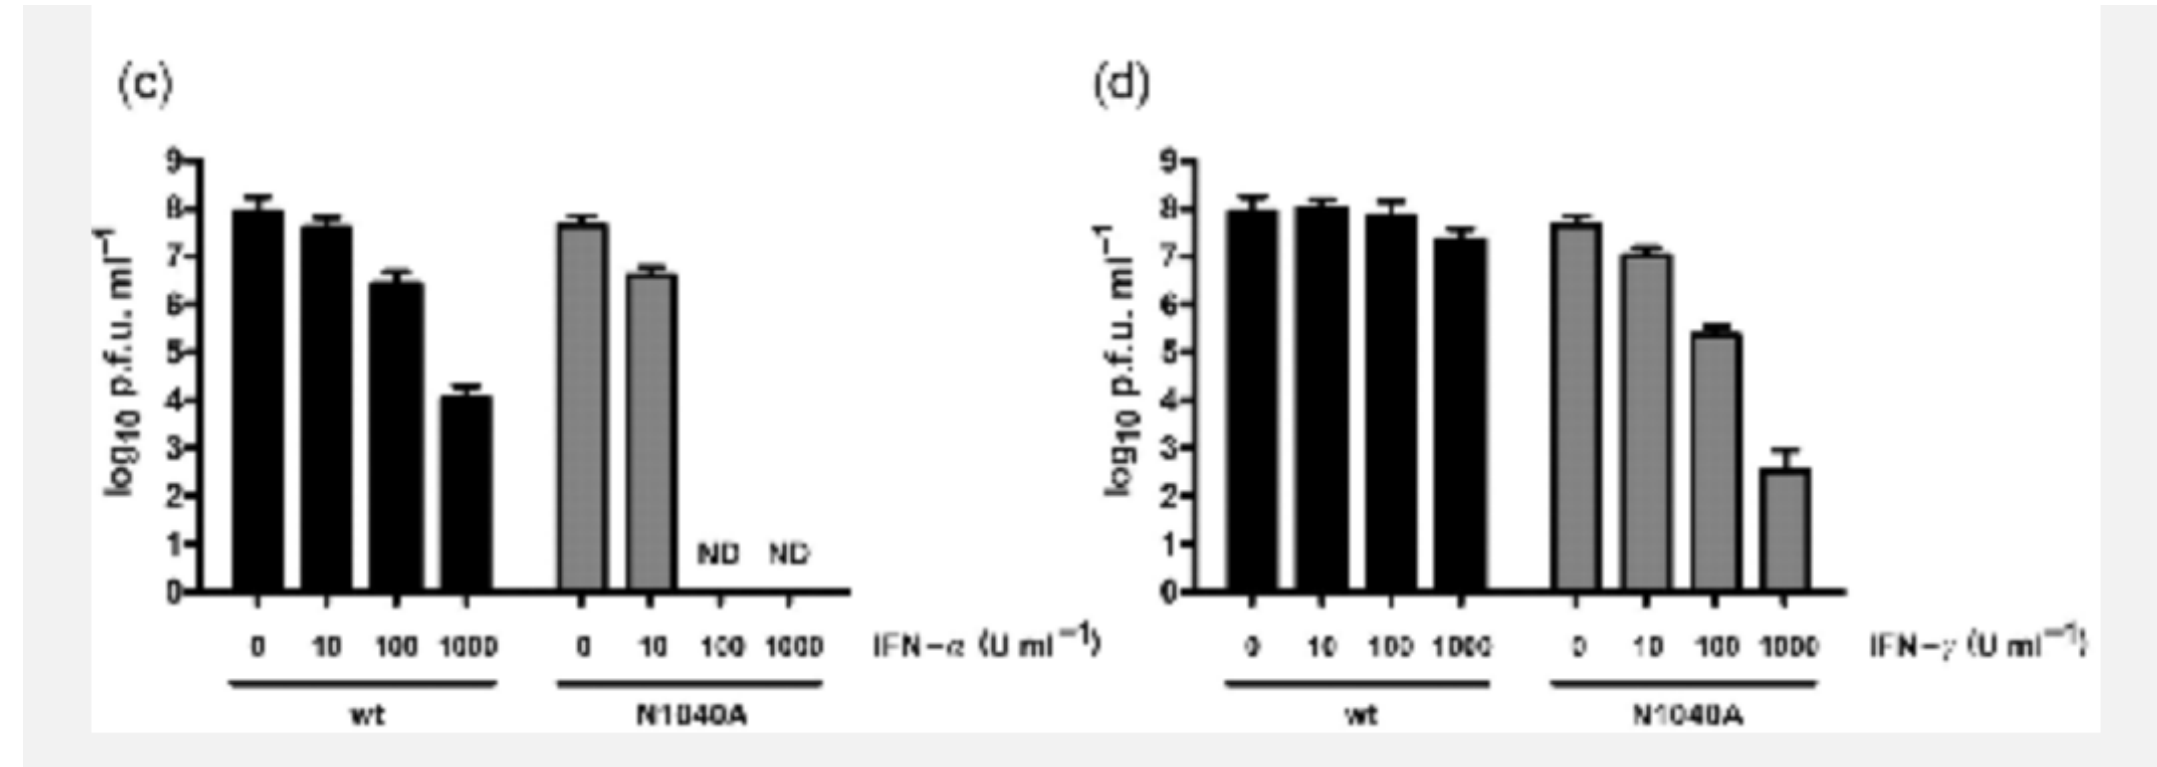 (c)
(d)
log10 p.f.u. ml−1
9
8
7
6
5
4
3
2
1
0
ND ND
0 10 100 1000 0 10 100 1000 IFN-α (U ml−1)
wt N1040A
log10 p.f.u. ml−1
9
8
7
6
5
4
3
2
1
0
0 10 100 1000 0 10 100 1000 IFN-γ (U ml−1)
wt N1040A